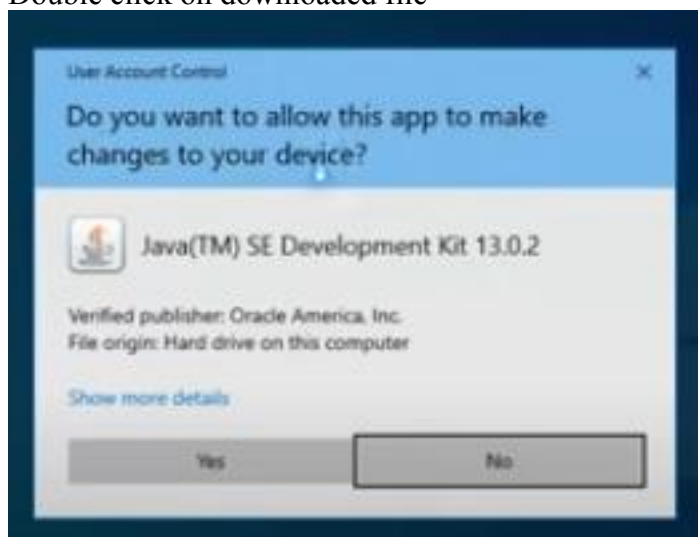 Double click on downloaded file
User Account Control
Do you want to allow this app to make
changes to your device?
Java(TM) SE Development Kit 13.0.2
Verified publisher: Oracle America, Inc.
File origin: Hard drive on this computer
Show more details
Yes
No